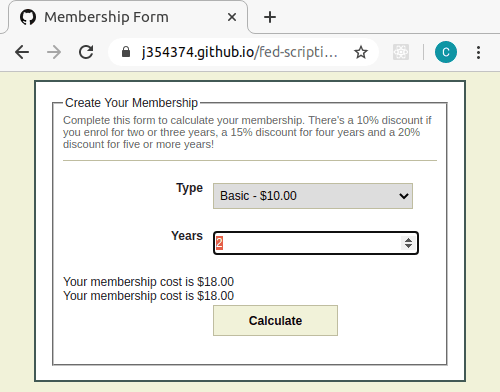 Membership Form
j354374.github.io/fed-scripti...
C
Create Your Membership
Complete this form to calculate your membership. There's a 10% discount if
you enrol for two or three years, a 15% discount for four years and a 20%
discount for five or more years!
Type
Basic - $10.00
Years
2
Your membership cost is $18.00
Your membership cost is $18.00
Calculate